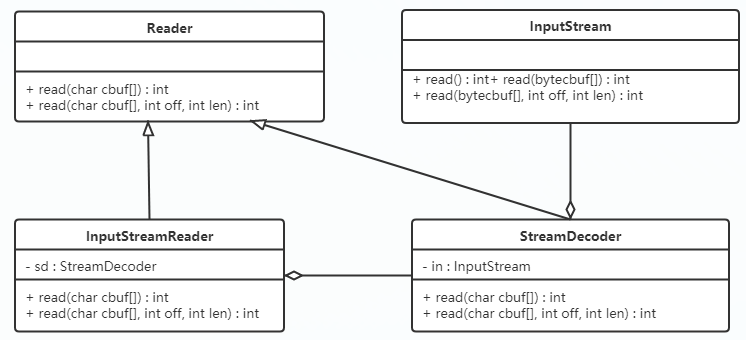 Reader
+ read(char cbuf[]) : int
+ read(char cbuf[], int off, int len) : int
InputStream
+ read() : int+ read(bytecbuf[]) : int
+ read(bytecbuf[], int off, int len) : int
InputStreamReader
- sd : StreamDecoder
+ read(char cbuf[]) : int
+ read(char cbuf[], int off, int len) : int
StreamDecoder
- in : InputStream
+ read(char cbuf[]) : int
+ read(char cbuf[], int off, int len) : int